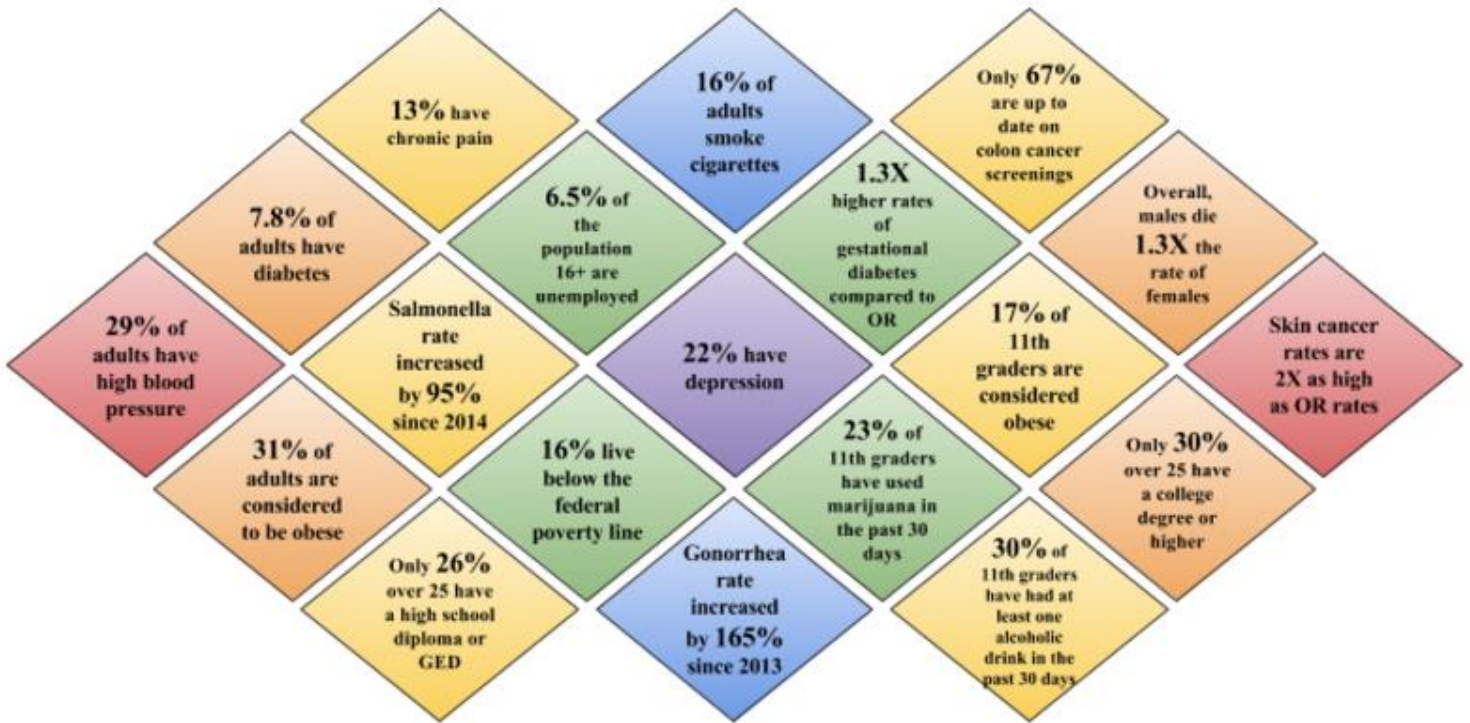 13% have
chronic pain
16% of
adults
smoke
cigarettes
Only 67%
are up to
date on
colon cancer
screenings
7.8% of
adults have
diabetes
6.5% of
the
population
16+ are
unemployed
1.3X
higher rates
of
gestational
diabetes
compared to
OR
Overall,
males die
1.3X the
rate of
females
29% of
adults have
high blood
pressure
Salmonella
rate
increased
by 95%
since 2014
22% have
depression
17% of
11th
graders are
considered
obese
Skin cancer
rates are
2X as high
as OR rates
31% of
adults are
considered
to be obese
16% live
below the
federal
poverty line
23% of
11th graders
have used
marijuana in
the past 30
days
Only 30%
over 25 have
a college
degree or
higher
Only 26%
over 25 have
a high school
diploma or
GED
Gonorrhea
rate
increased
by 165%
since 2013
30% of
11th graders
have had at
least one
alcoholic
drink in the
past 30 days